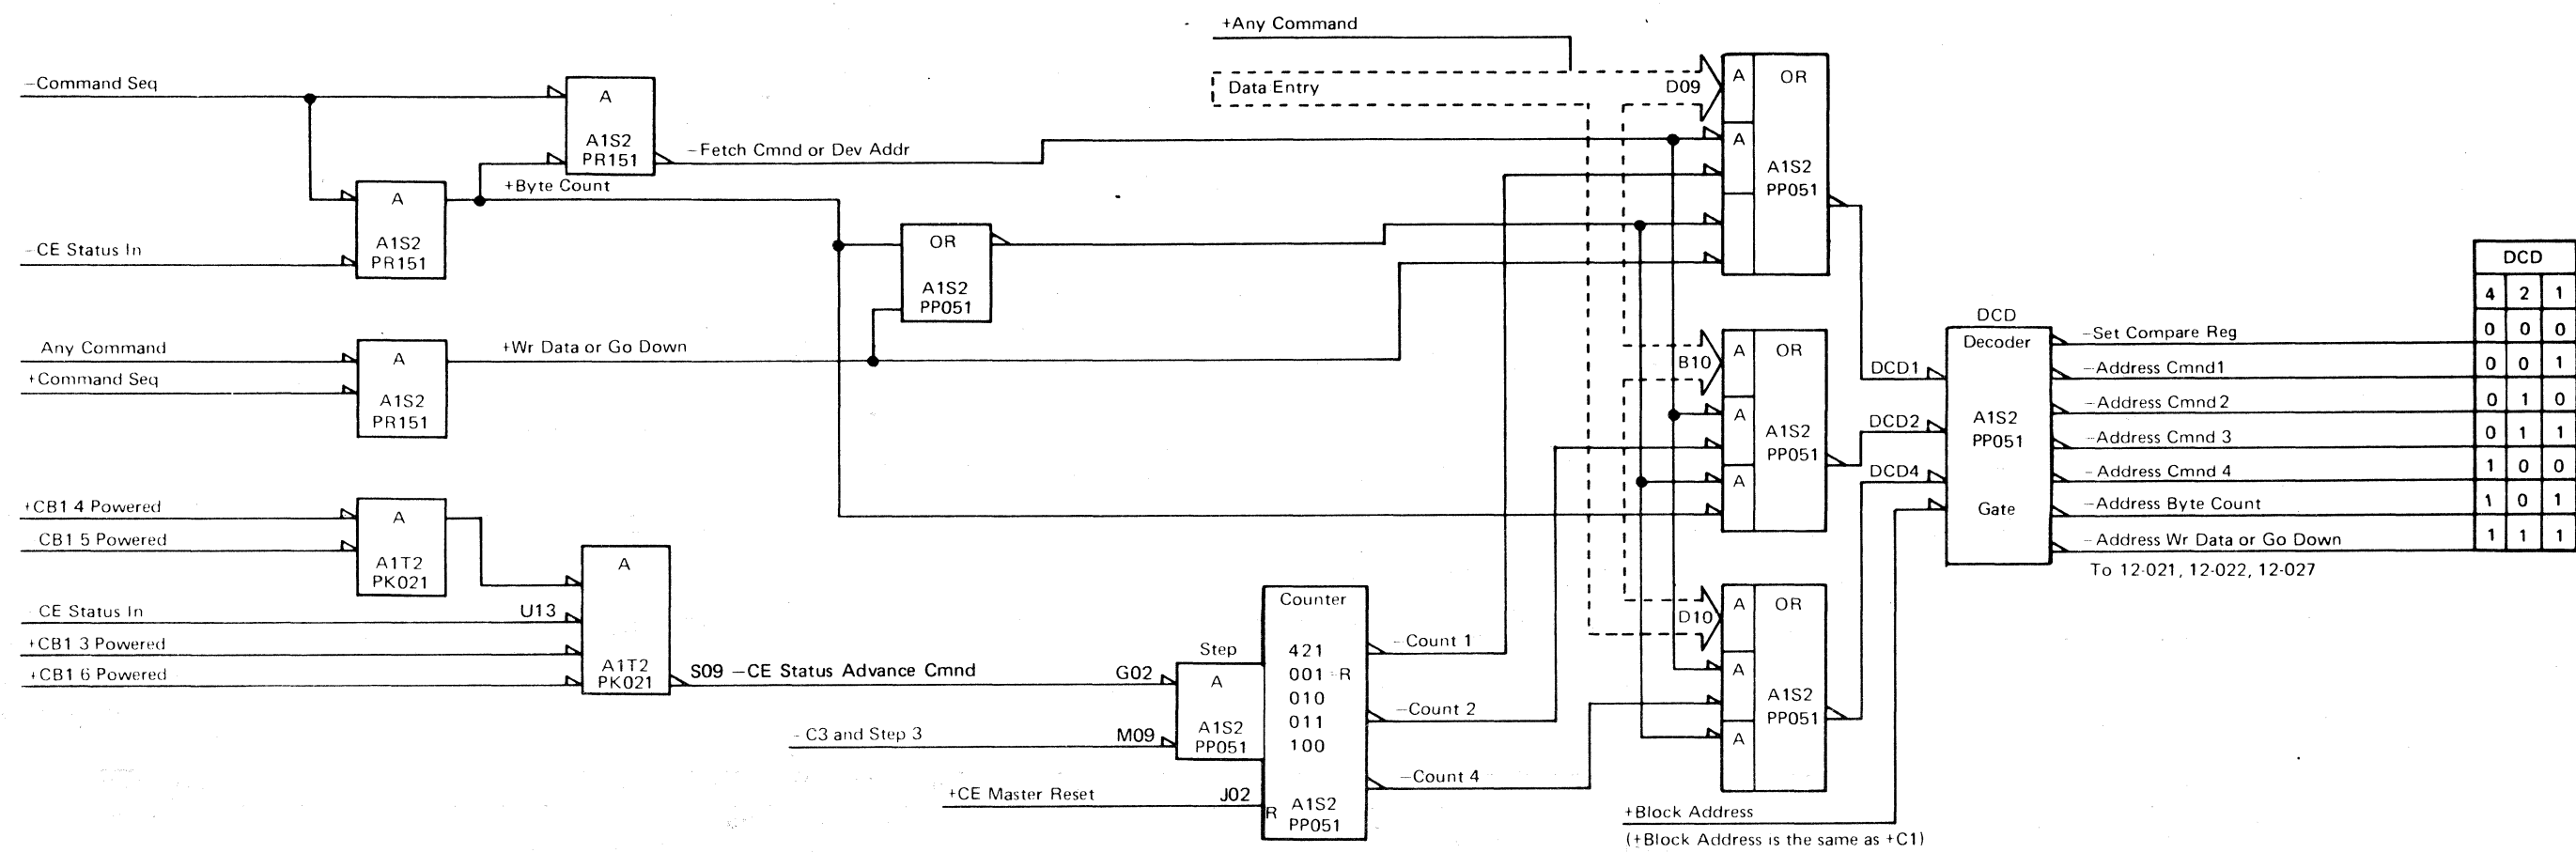 +Any Command
Data Entry
D09
A
OR
A
A1S2
PP051
-Command Seq
A
A1S2
PR151
-Fetch Cmnd or Dev Addr
+Byte Count
A
A1S2
PR151
-CE Status In
OR
A1S2
PP051
Any Command
+Command Seq
A
A1S2
PR151
+Wr Data or Go Down
B10
A
OR
A
A1S2
PP051
A
DCD1
DCD2
DCD4
DCD
Decoder
A1S2
PP051
Gate
-Set Compare Reg
-Address Cmnd1
-Address Cmnd2
-Address Cmnd 3
-Address Cmnd 4
-Address Byte Count
-Address Wr Data or Go Down
To 12-021, 12-022, 12-027
DCD
4 2 1
0 0 0
0 0 1
0 1 0
0 1 1
1 0 0
1 0 1
1 1 1
+CB1 4 Powered
CB1 5 Powered
A
A1T2
PK021
CE Status In
U13
+CB1 3 Powered
+CB1 6 Powered
A
A1T2
PK021
S09 -CE Status Advance Cmnd
G02
- C3 and Step 3
M09
+CE Master Reset
J02
Step
A
A1S2
PP051
Counter
421
001 R
010
011
100
R
A1S2
PP051
-Count 1
-Count 2
-Count 4
D10
A
OR
A
A1S2
PP051
A
+Block Address
(+Block Address is the same as +C1)